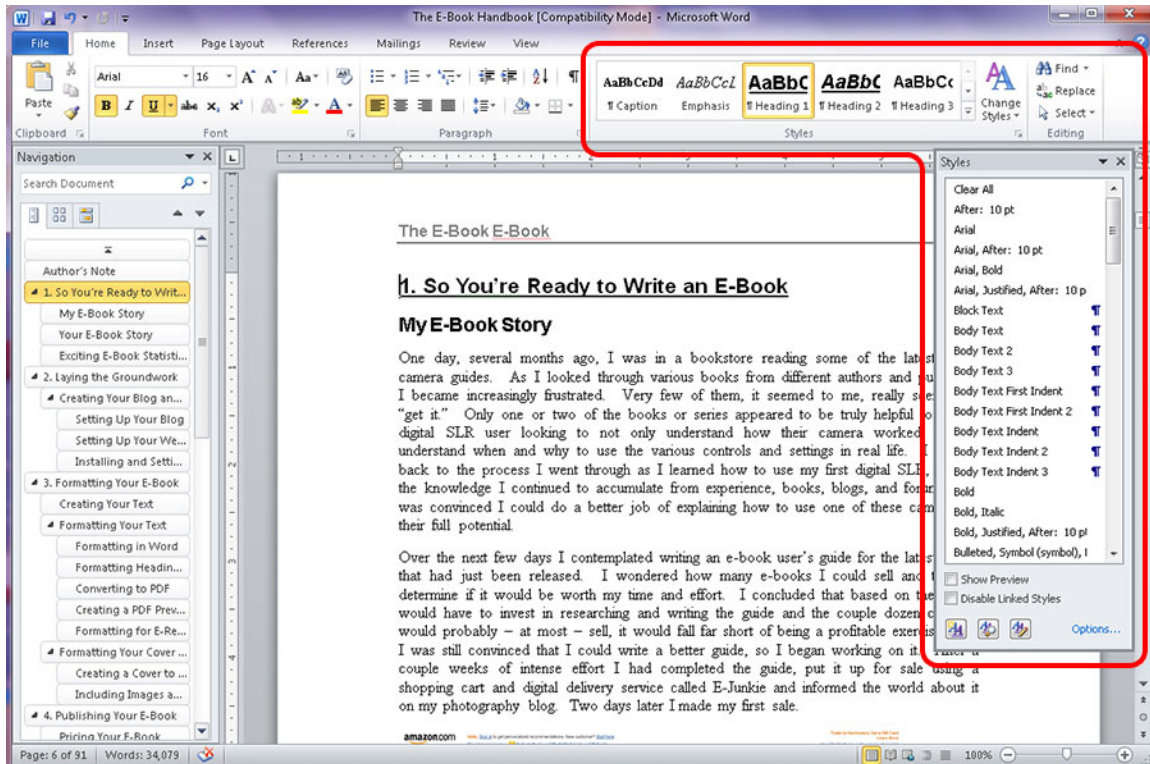 The E-Book Handbook [Compatibility Mode] - Microsoft Word
File Home Insert Page Layout References Mailings Review View
Paste
Clipboard
Arial 16
Font
Paragraph
AaBbCcDd AaBbCcL AaBbC AaBbC AaBbCc
¶ Caption Emphasis ¶ Heading 1 ¶ Heading 2 ¶ Heading 3
Change Styles
Styles
Find
Replace
Select
Editing
Navigation
Search Document
Author's Note
1. So You're Ready to Writ...
My E-Book Story
Your E-Book Story
Exciting E-Book Statisti...
2. Laying the Groundwork
Creating Your Blog an...
Setting Up Your Blog
Setting Up Your We...
Installing and Setti...
3. Formatting Your E-Book
Creating Your Text
Formatting Your Text
Formatting in Word
Formatting Headin...
Converting to PDF
Creating a PDF Prev...
Formatting for E-Re...
Formatting Your Cover ...
Creating a Cover to ...
Including Images a...
4. Publishing Your E-Book
Pricing Your E-Book
The E-Book E-Book
1. So You're Ready to Write an E-Book
My E-Book Story
One day, several months ago, I was in a bookstore reading some of the latest
camera guides. As I looked through various books from different authors and
I became increasingly frustrated. Very few of them, it seemed to me, really
"get it." Only one or two of the books or series appeared to be truly helpful
digital SLR user looking to not only understand how their camera worked
understand when and why to use the various controls and settings in real life. I
back to the process I went through as I learned how to use my first digital SLR,
the knowledge I continued to accumulate from experience, books, blogs, and
was convinced I could do a better job of explaining how to use one of these
their full potential.
Over the next few days I contemplated writing an e-book user's guide for the
that had just been released. I wondered how many e-books I could sell and
determine if it would be worth my time and effort. I concluded that based on
would have to invest in researching and writing the guide and the couple dozen
would probably – at most – sell, it would fall far short of being a profitable
I was still convinced that I could write a better guide, so I began working on it. After a
couple weeks of intense effort I had completed the guide, put it up for sale using a
shopping cart and digital delivery service called E-Junkie and informed the world about it
on my photography blog. Two days later I made my first sale.
amazon.com
Styles
Clear All
After: 10 pt
Arial
Arial, After: 10 pt
Arial, Bold
Arial, Justified, After: 10 p
Block Text ¶
Body Text ¶
Body Text 2 ¶
Body Text 3 ¶
Body Text First Indent ¶
Body Text First Indent 2 ¶
Body Text Indent ¶
Body Text Indent 2 ¶
Body Text Indent 3 ¶
Bold
Bold, Italic
Bold, Justified, After: 10 pt
Bulleted, Symbol (symbol), l
Show Preview
Disable Linked Styles
Options...
Page: 6 of 91 Words: 34,079 100%